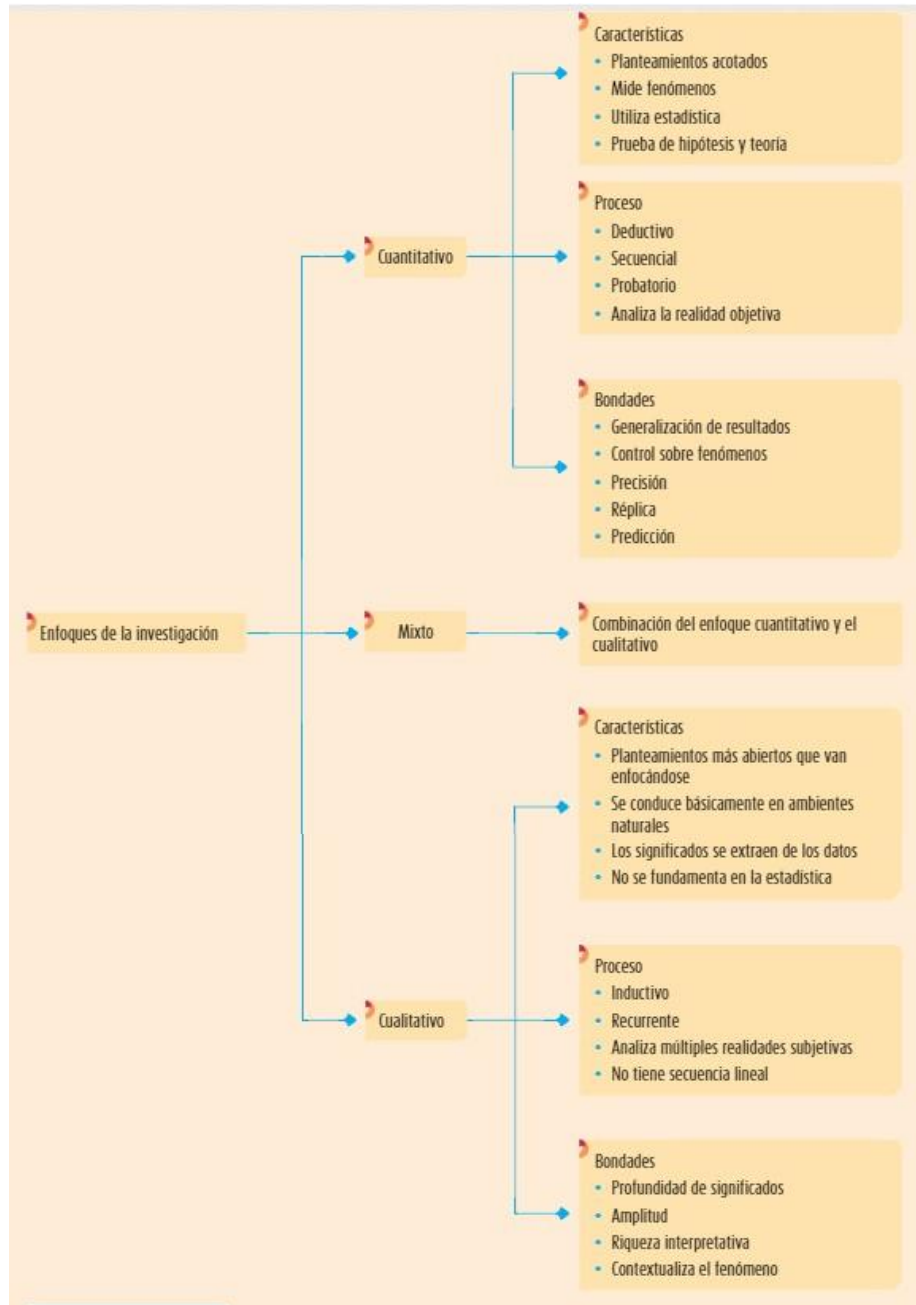 Características
• Planteamientos acotados
• Mide fenómenos
• Utiliza estadística
• Prueba de hipótesis y teoría
Proceso
• Deductivo
• Secuencial
• Probatorio
• Analiza la realidad objetiva
Cuantitativo
Bondades
• Generalización de resultados
• Control sobre fenómenos
• Precisión
• Réplica
• Predicción
Enfoques de la investigación
Mixto
Combinación del enfoque cuantitativo y el
cualitativo
Características
• Planteamientos más abiertos que van
enfocándose
• Se conduce básicamente en ambientes
naturales
• Los significados se extraen de los datos
• No se fundamenta en la estadística
Cualitativo
Proceso
• Inductivo
• Recurrente
• Analiza múltiples realidades subjetivas
• No tiene secuencia lineal
Bondades
• Profundidad de significados
• Amplitud
• Riqueza interpretativa
• Contextualiza el fenómeno